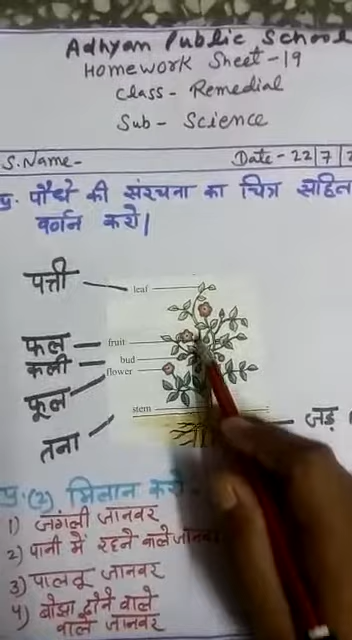 Adhyan Public School
Homework Sheet-19
Class- Remedial
Sub- Science
S.Name-
Date-22/7/
प्र. पौधे की संरचना का चित्र सहित
वर्णन करो।
पत्ती
leaf
फल
fruit
कली
bud
फूल
flower
तना
stem
जड़
प्र.(2) मिलान करो
1) जंगली जानवर
2) पानी में रहने वाले जानवर
3) पालतू जानवर
4) बोझा ढोने वाले
वाले जानवर